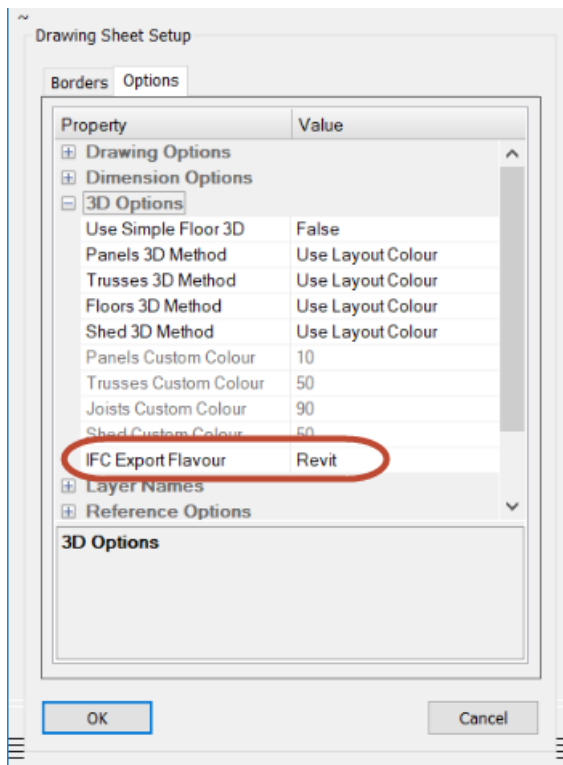 ~
Drawing Sheet Setup
Borders Options
Property Value
Drawing Options
Dimension Options
3D Options
Use Simple Floor 3D False
Panels 3D Method Use Layout Colour
Trusses 3D Method Use Layout Colour
Floors 3D Method Use Layout Colour
Shed 3D Method Use Layout Colour
Panels Custom Colour 10
Trusses Custom Colour 50
Joists Custom Colour 90
Shed Custom Colour 50
IFC Export Flavour Revit
Layer Names
Reference Options
3D Options
OK Cancel